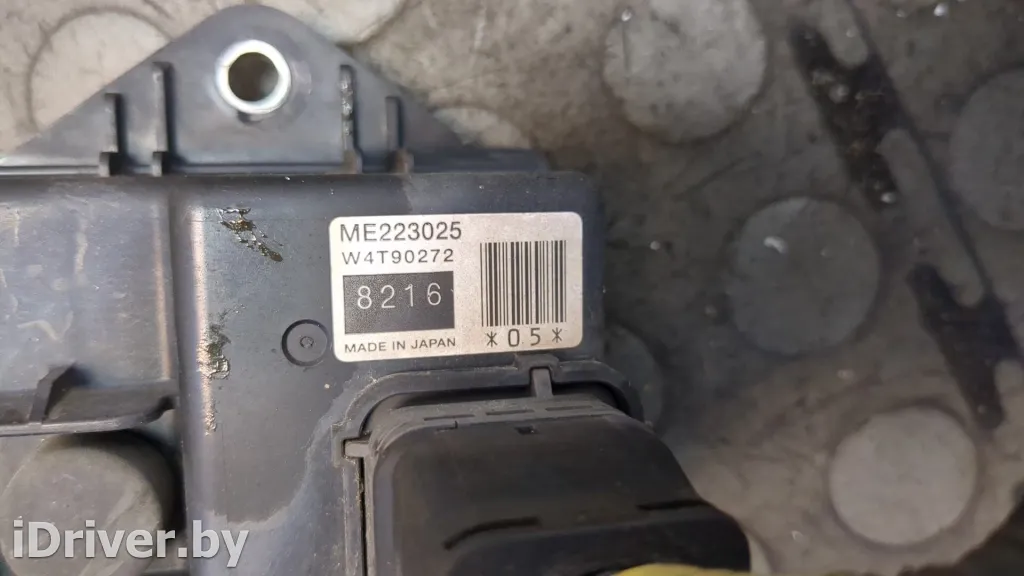 ME223025
W4T90272
8216
MADE IN JAPAN
*05*
iDriver.by